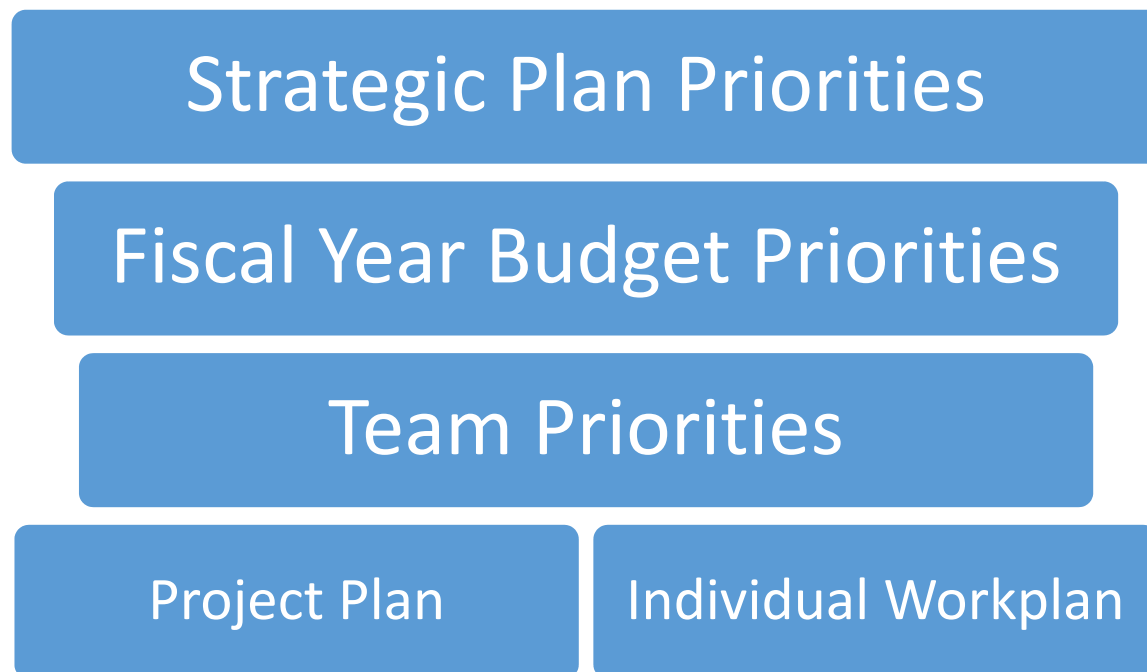 Strategic Plan Priorities
Fiscal Year Budget Priorities
Team Priorities
Project Plan
Individual Workplan